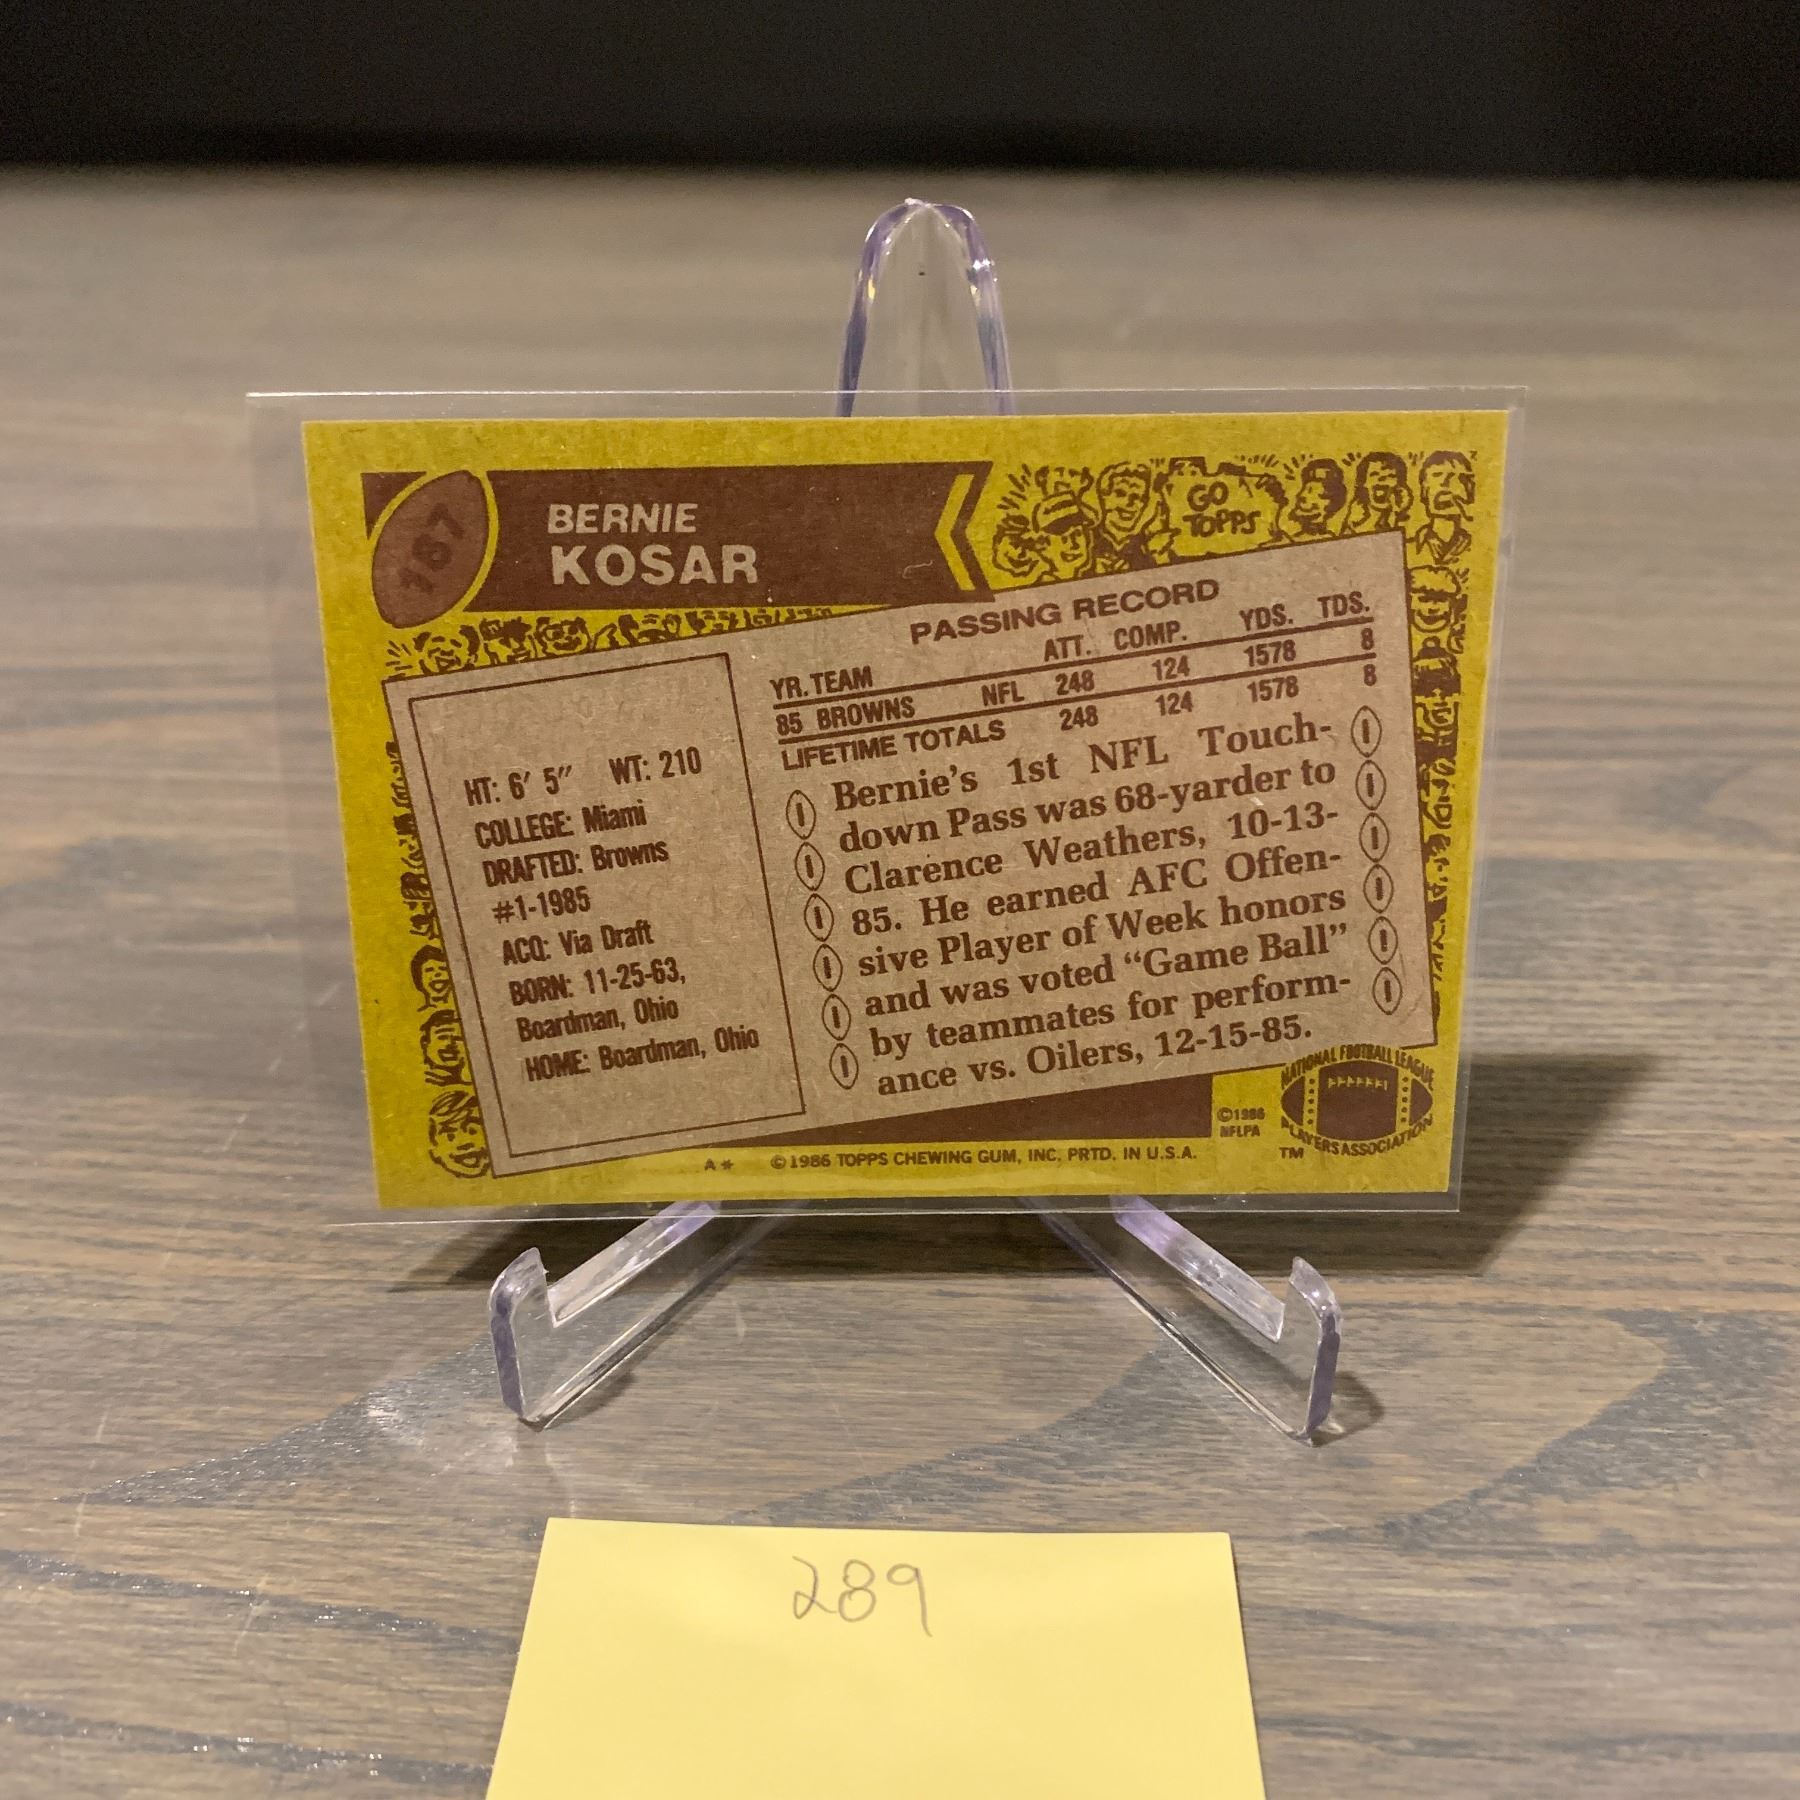 187
BERNIE
KOSAR
GO
TOPPS
PASSING RECORD
YR. TEAM ATT. COMP. YDS. TDS.
85 BROWNS NFL 248 124 1578 8
LIFETIME TOTALS 248 124 1578 8
HT: 6′ 5″ WT: 210
COLLEGE: Miami
DRAFTED: Browns
#1-1985
ACQ: Via Draft
BORN: 11-25-63,
Boardman, Ohio
HOME: Boardman, Ohio
Bernie's 1st NFL Touch-
down Pass was 68-yarder to
Clarence Weathers, 10-13-
85. He earned AFC Offen-
sive Player of Week honors
and was voted "Game Ball"
by teammates for perform-
ance vs. Oilers, 12-15-85.
A* ©1986 TOPPS CHEWING GUM, INC. PRTD. IN U.S.A.
©1986
NFLPA
NATIONAL FOOTBALL LEAGUE
PLAYERS ASSOCIATION
TM
289